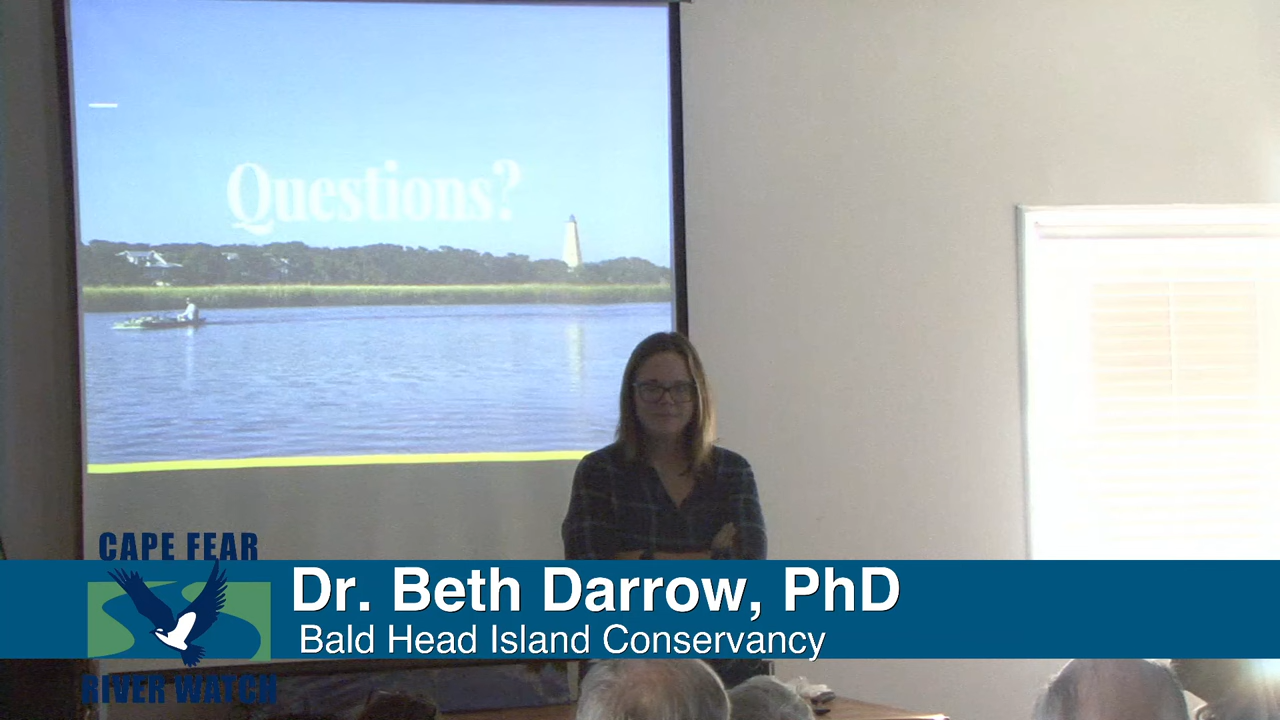 Questions?
CAPE FEAR
Dr. Beth Darrow, PhD
Bald Head Island Conservancy
RIVER WATCH